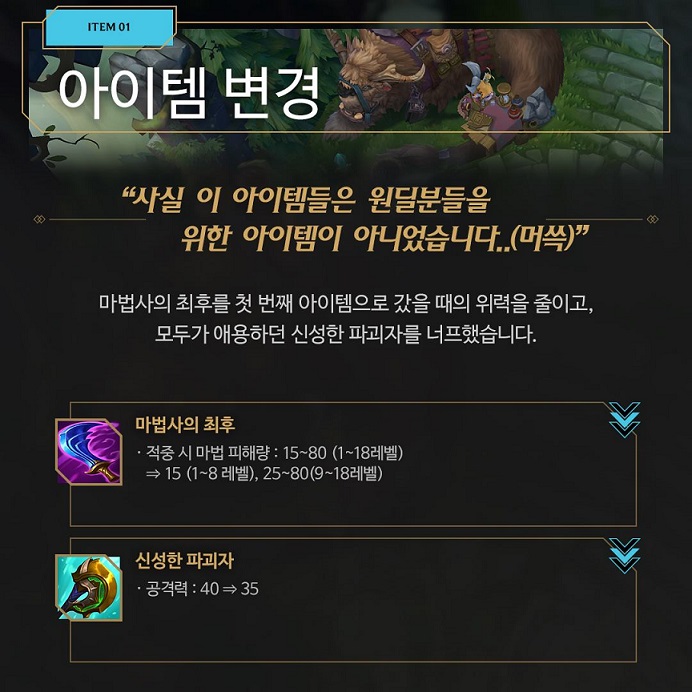 ITEM 01
아이템 변경
“사실 이 아이템들은 원딜분들을
위한 아이템이 아니었습니다..(머쓱)”
마법사의 최후를 첫 번째 아이템으로 갔을 때의 위력을 줄이고,
모두가 애용하던 신성한 파괴자를 너프했습니다.
마법사의 최후
· 적중 시 마법 피해량 : 15~80 (1~18레벨)
⇒ 15 (1~8 레벨), 25~80(9~18레벨)
신성한 파괴자
· 공격력 : 40 ⇒ 35